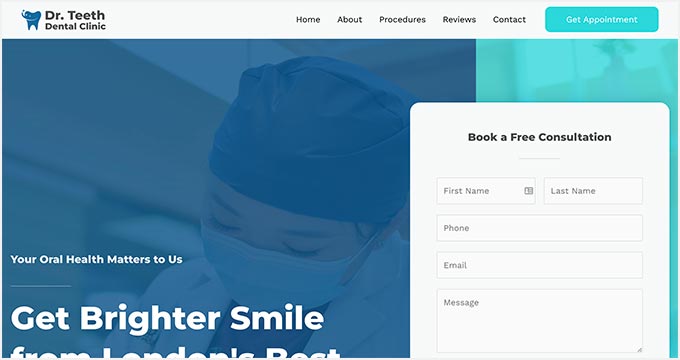 Dr. Teeth
Dental Clinic
Home About Procedures Reviews Contact Get Appointment
Your Oral Health Matters to Us
Get Brighter Smile
from London's Best
Book a Free Consultation
First Name Last Name
Phone
Email
Message